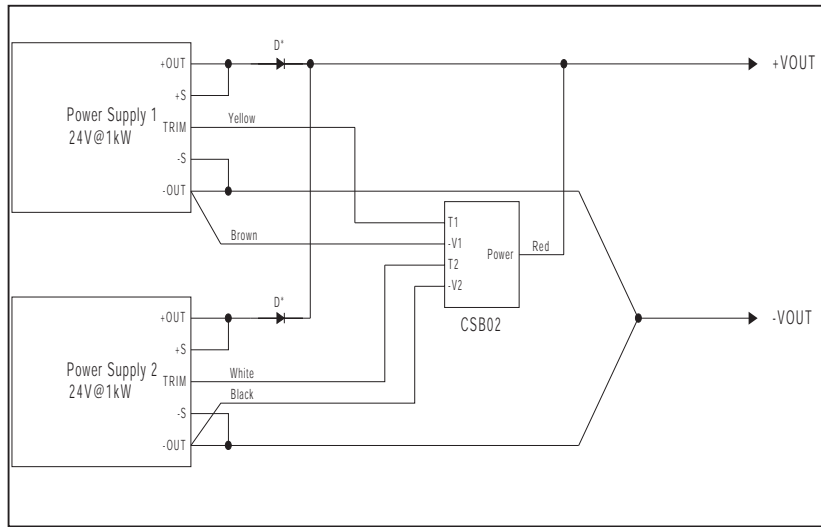 D*
+OUT
+VOUT
+S
Power Supply 1
24V@1kW
TRIM
Yellow
-S
-OUT
T1
Brown
-V1
Power
Red
T2
-V2
CSB02
D*
+OUT
-VOUT
+S
Power Supply 2
24V@1kW
TRIM
White
Black
-S
-OUT